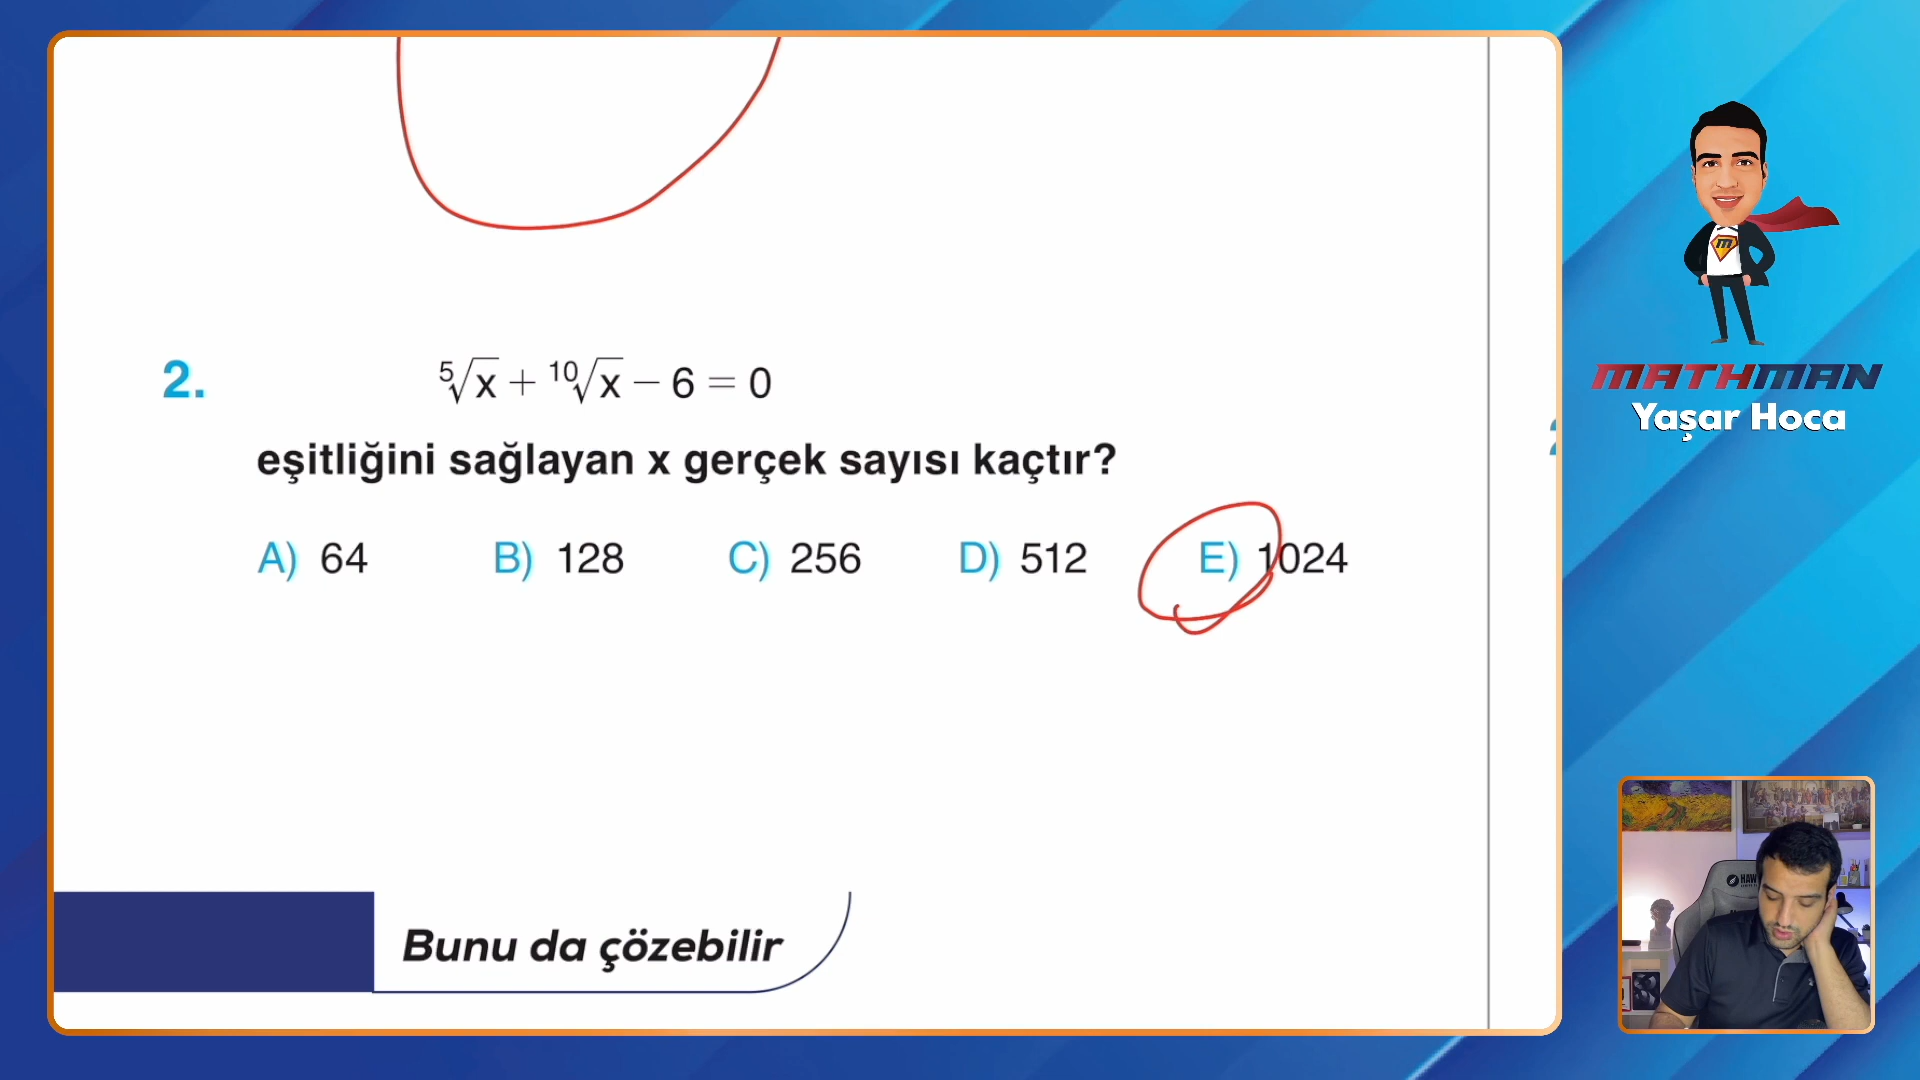 2. ⁵√x + ¹⁰√x − 6 = 0
eşitliğini sağlayan x gerçek sayısı kaçtır?
A) 64 B) 128 C) 256 D) 512 E) 1024
Bunu da çözebilir
MATHMAN
Yaşar Hoca